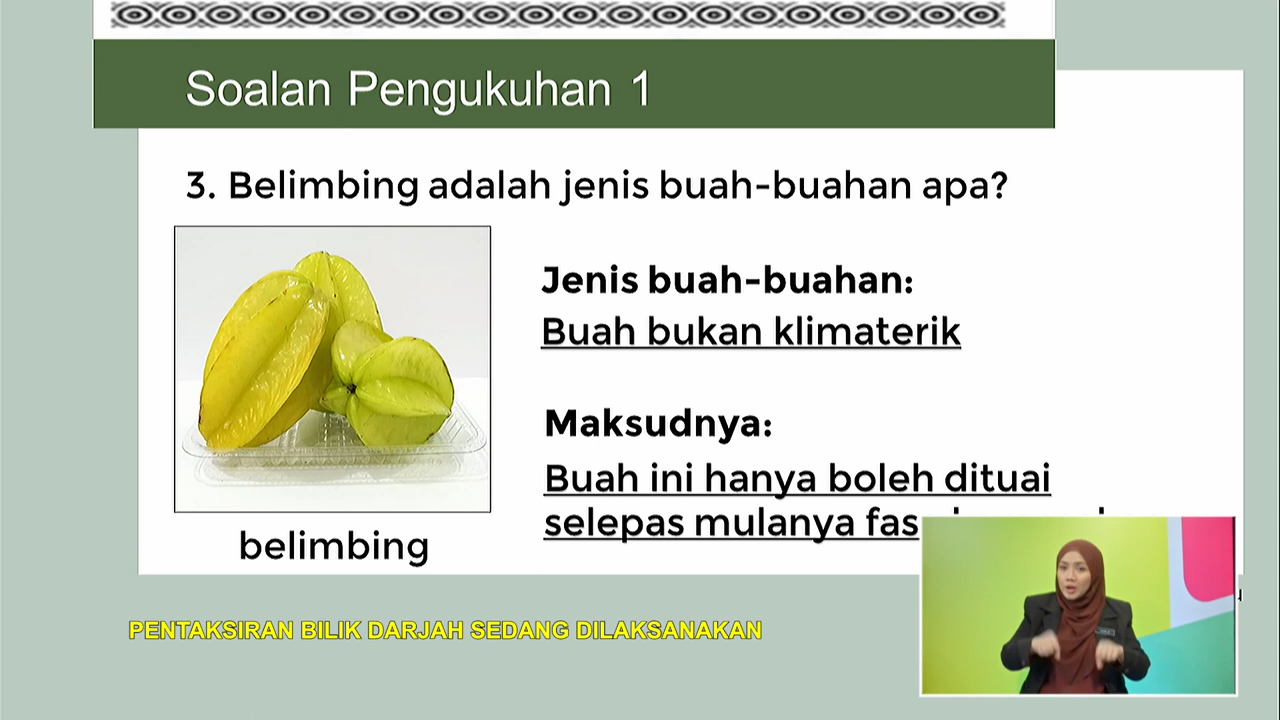 Soalan Pengukuhan 1
3. Belimbing adalah jenis buah-buahan apa?
Jenis buah-buahan:
Buah bukan klimaterik
Maksudnya:
Buah ini hanya boleh dituai
selepas mulanya
belimbing
PENTAKSIRAN BILIK DARJAH SEDANG DILAKSANAKAN